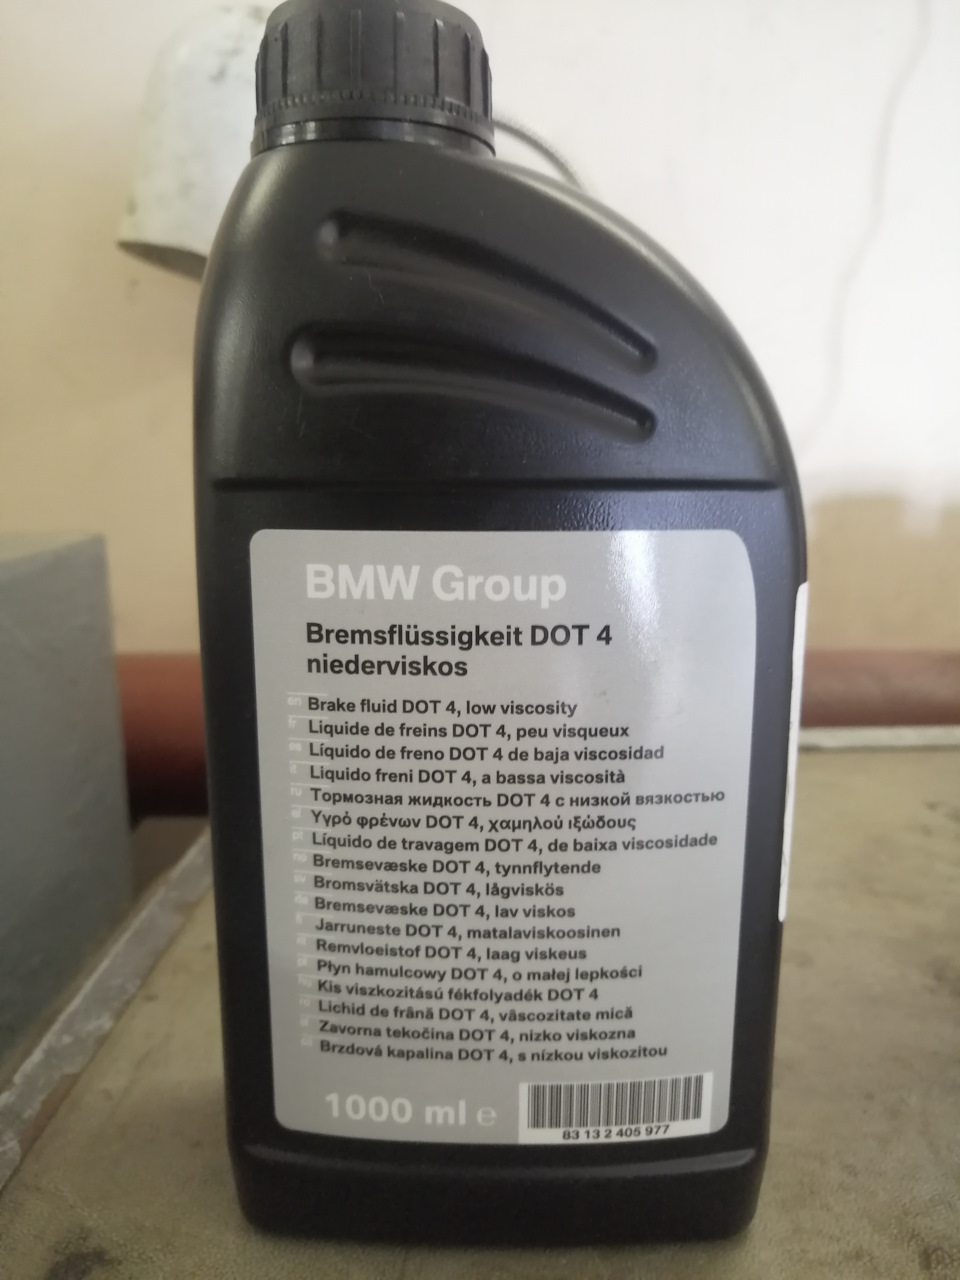 BMW Group
Bremsflüssigkeit DOT 4
niederviskos
Brake fluid DOT 4, low viscosity
Liquide de freins DOT 4, peu visqueux
Líquido de freno DOT 4 de baja viscosidad
Liquido freni DOT 4, a bassa viscosità
Тормозная жидкость DOT 4 с низкой вязкостью
Υγρό φρένων DOT 4, χαμηλού ιξώδους
Líquido de travagem DOT 4, de baixa viscosidade
Bremsevæske DOT 4, tynnflytende
Bromsvätska DOT 4, lågviskös
Bremsevæske DOT 4, lav viskos
Jarruneste DOT 4, matalaviskoosinen
Remvloeistof DOT 4, laag viskeus
Płyn hamulcowy DOT 4, o małej lepkości
Kis viszkozitású fékfolyadék DOT 4
Lichid de frână DOT 4, vâscozitate mică
Zavorna tekočina DOT 4, nizko viskozna
Brzdová kapalina DOT 4, s nízkou viskozitou
1000 ml ℮
83 13 2 405 977